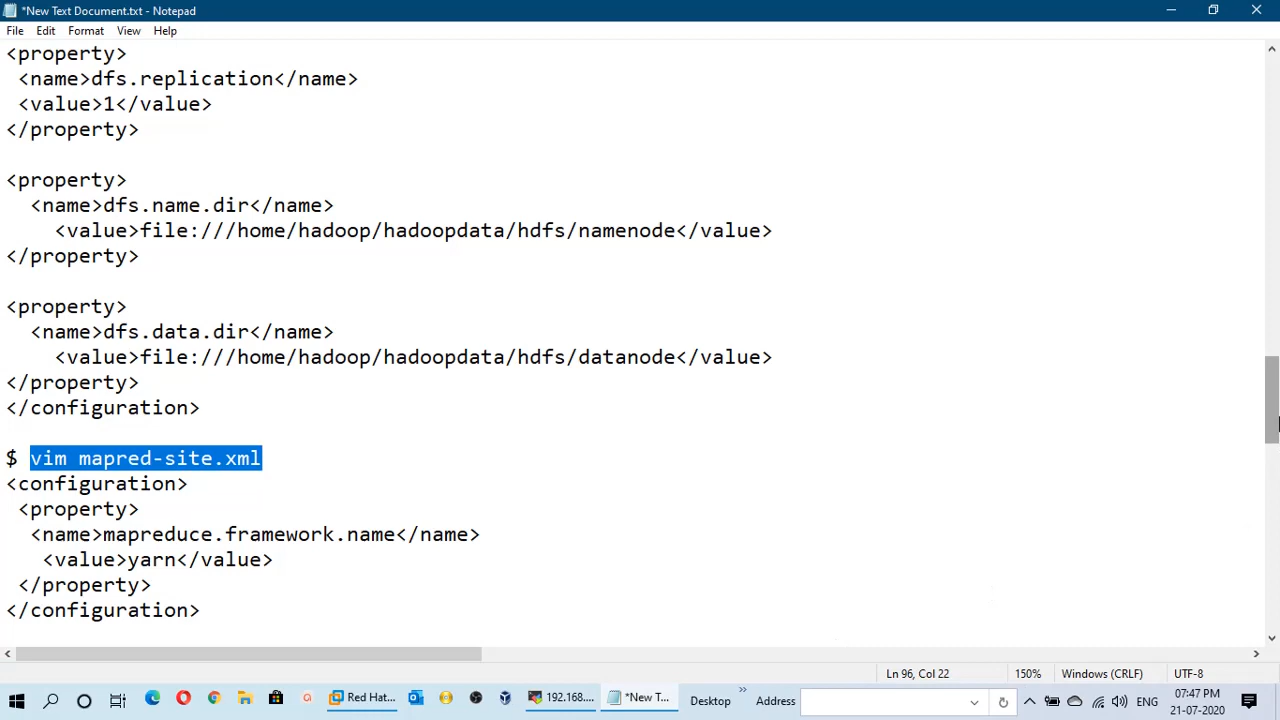 *New Text Document.txt - Notepad
File Edit Format View Help
<property>
<name>dfs.replication</name>
<value>1</value>
</property>
<property>
<name>dfs.name.dir</name>
<value>file:///home/hadoop/hadoopdata/hdfs/namenode</value>
</property>
<property>
<name>dfs.data.dir</name>
<value>file:///home/hadoop/hadoopdata/hdfs/datanode</value>
</property>
</configuration>
$ vim mapred-site.xml
<configuration>
<property>
<name>mapreduce.framework.name</name>
<value>yarn</value>
</property>
</configuration>
Ln 96, Col 22 150% Windows (CRLF) UTF-8
Red Hat... 192.168.... *New T... Desktop Address ENG 07:47 PM
21-07-2020